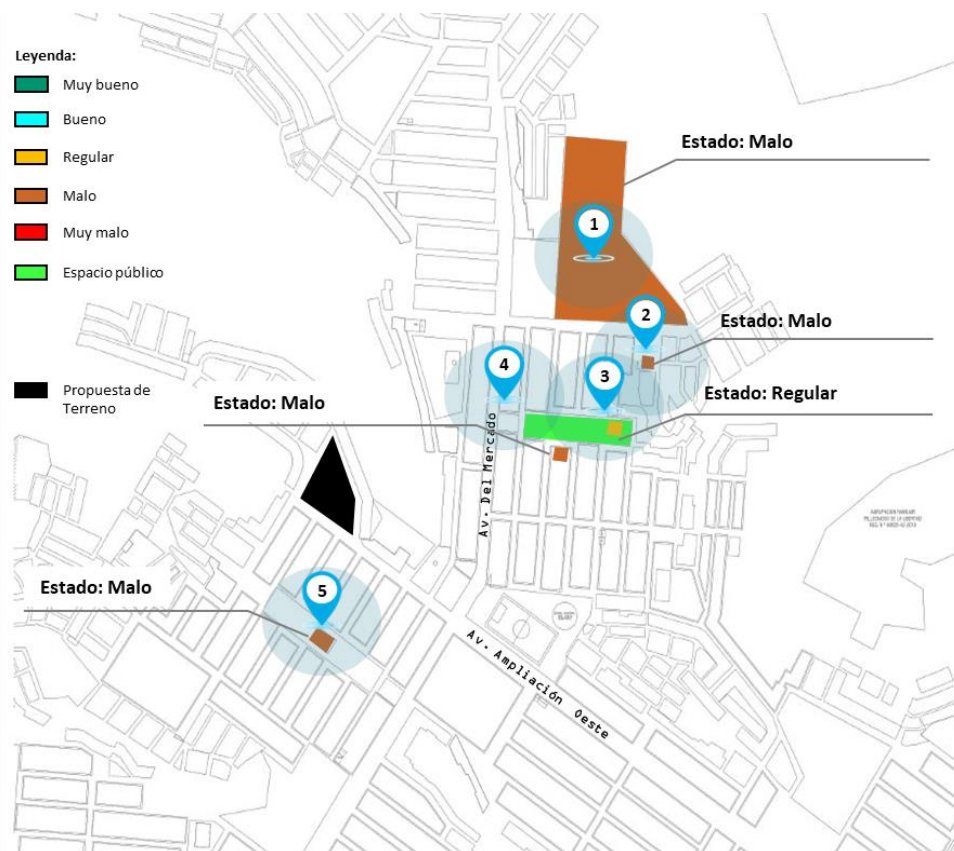 Leyenda:
Muy bueno
Bueno
Regular
Malo
Muy malo
Espacio público
Propuesta de
Terreno
Estado: Malo
1
2
Estado: Malo
4
3
Estado: Regular
Estado: Malo
Av. Del Mercado
5
Estado: Malo
Av. Ampliación Oeste